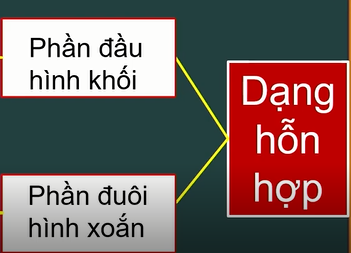 Phần đầu
hình khối
Phần đuôi
hình xoắn
Dạng
hỗn
hợp